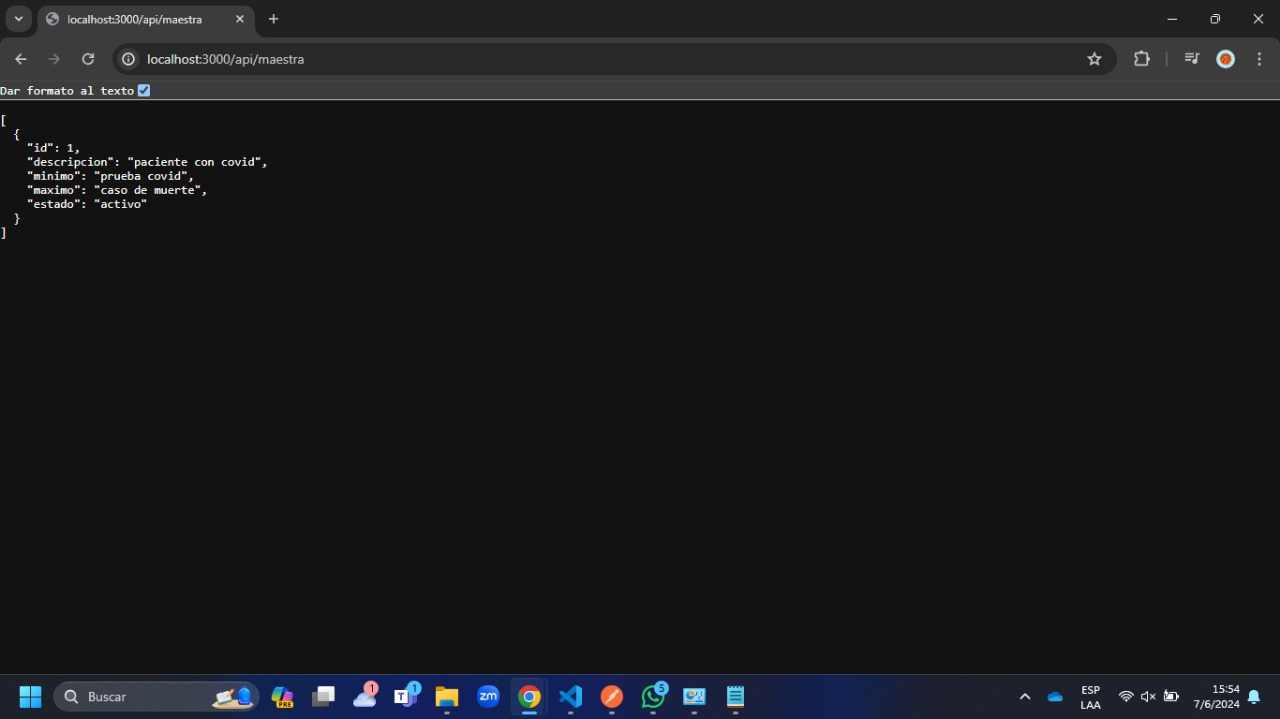 localhost:3000/api/maestra
localhost:3000/api/maestra
Dar formato al texto
[
  {
    "id": 1,
    "descripcion": "paciente con covid",
    "minimo": "prueba covid",
    "maximo": "caso de muerte",
    "estado": "activo"
  }
]
Buscar
PRE
1
T 1
zm
5
ESP
LAA
15:54
7/6/2024